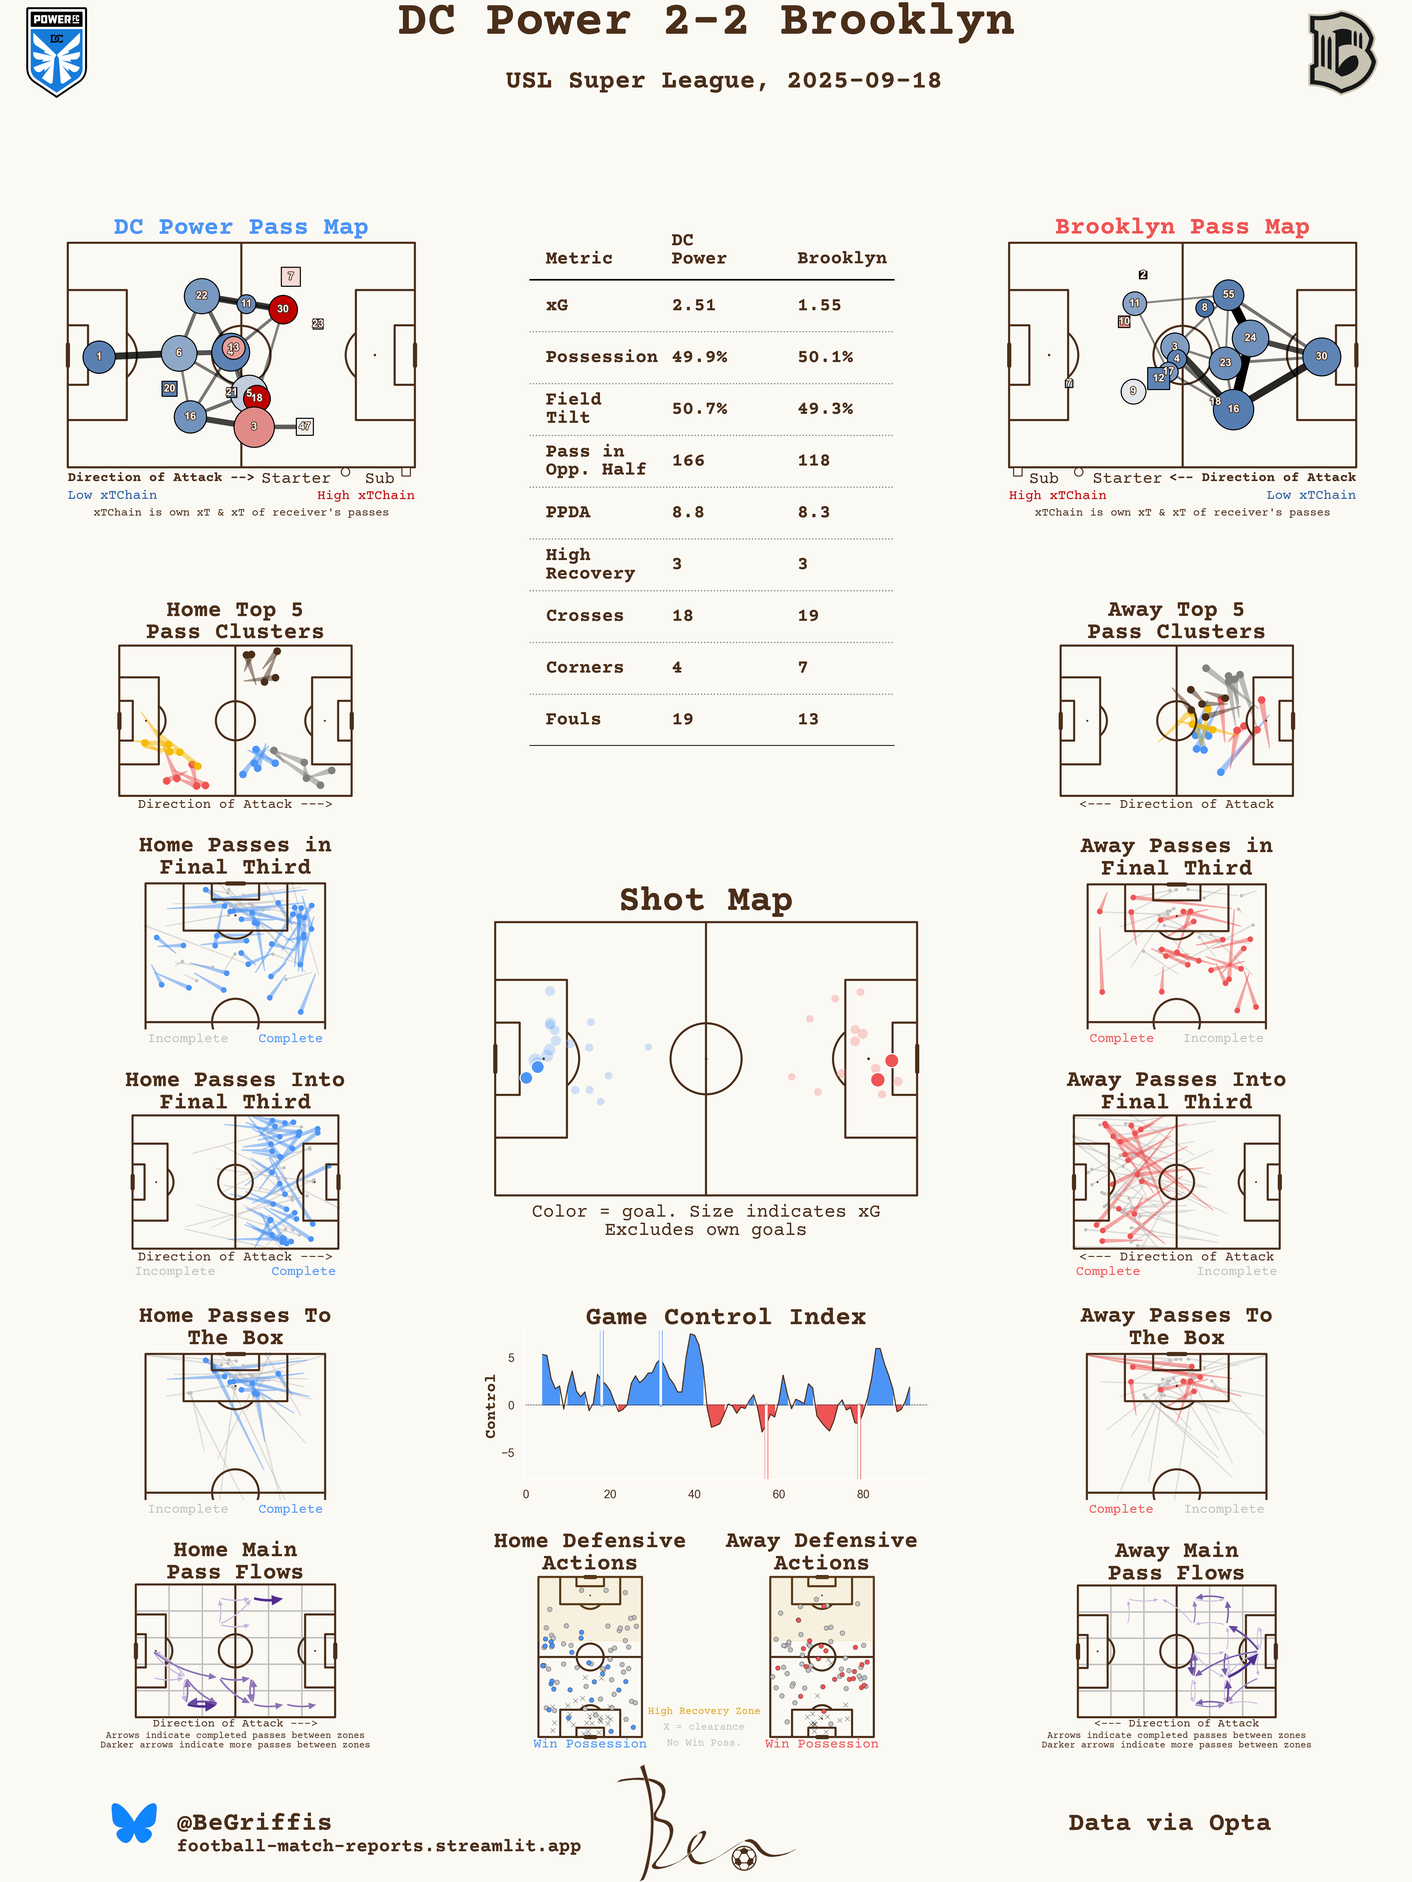 POWER FC
DC
DC Power 2-2 Brooklyn
USL Super League, 2025-09-18
B
DC Power Pass Map
1
22
11
30
7
23
6
13
4
20
21
5
18
16
3
47
Direction of Attack --> Starter Sub
Low xTChain High xTChain
xTChain is own xT & xT of receiver's passes
Metric DC Power Brooklyn
xG 2.51 1.55
Possession 49.9% 50.1%
Field Tilt 50.7% 49.3%
Pass in Opp. Half 166 118
PPDA 8.8 8.3
High Recovery 3 3
Crosses 18 19
Corners 4 7
Fouls 19 13
Brooklyn Pass Map
2
11
10
8
55
24
3
4
17
12
23
30
7
9
18
16
Sub Starter <-- Direction of Attack
High xTChain Low xTChain
xTChain is own xT & xT of receiver's passes
Home Top 5
Pass Clusters
Direction of Attack --->
Away Top 5
Pass Clusters
<--- Direction of Attack
Home Passes in
Final Third
Incomplete Complete
Away Passes in
Final Third
Complete Incomplete
Shot Map
Color = goal. Size indicates xG
Excludes own goals
Home Passes Into
Final Third
Direction of Attack --->
Incomplete Complete
Away Passes Into
Final Third
<--- Direction of Attack
Complete Incomplete
Home Passes To
The Box
Incomplete Complete
Game Control Index
Control
5
0
−5
0 20 40 60 80
Away Passes To
The Box
Complete Incomplete
Home Main
Pass Flows
Direction of Attack --->
Arrows indicate completed passes between zones
Darker arrows indicate more passes between zones
Home Defensive
Actions
Win Possession
Away Defensive
Actions
Win Possession
High Recovery Zone
X = clearance
No Win Poss.
Away Main
Pass Flows
<--- Direction of Attack
Arrows indicate completed passes between zones
Darker arrows indicate more passes between zones
@BeGriffis
football-match-reports.streamlit.app
Ben
Data via Opta